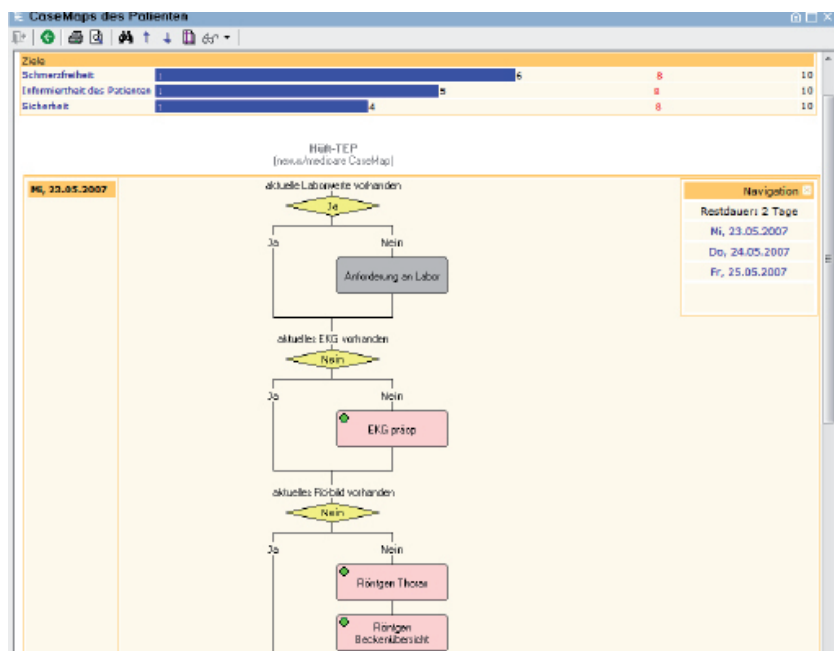 CaseMaps des Patienten
Ziele
Schmerzfreiheit 1 6 8 10
Informiertheit des Patienten 1 5 8 10
Sicherheit 1 4 8 10
Hüft-TEP
[nexus/medicare CaseMap]
Mi, 23.05.2007
aktuelle Laborwerte vorhanden
Ja
Ja Nein
Anforderung an Labor
aktuelles EKG vorhanden
Nein
Ja Nein
EKG präop
aktuelles Rö-bild vorhanden
Nein
Ja Nein
Röntgen Thorax
Röntgen
Beckenübersicht
Navigation
Restdauer: 2 Tage
Mi, 23.05.2007
Do, 24.05.2007
Fr, 25.05.2007